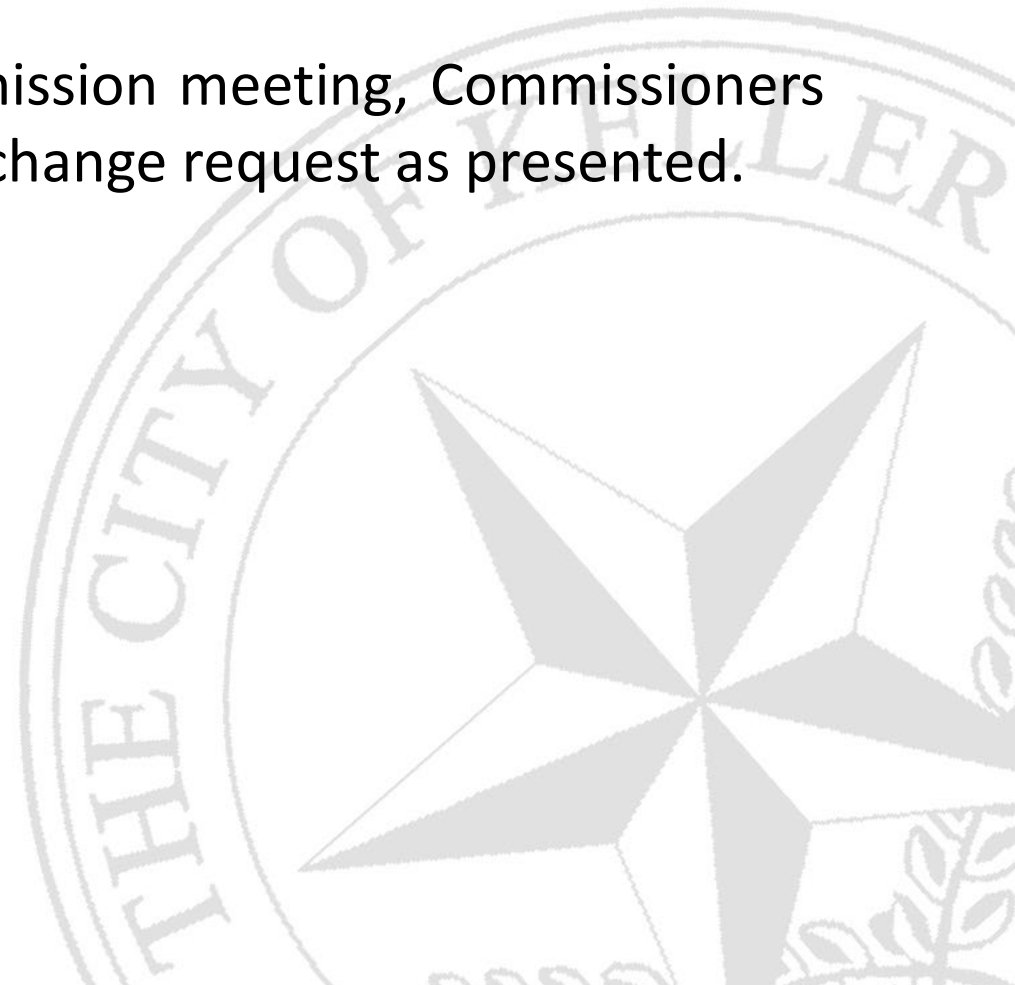 mission meeting, Commissioners
change request as presented.
THE CITY OF KELLER